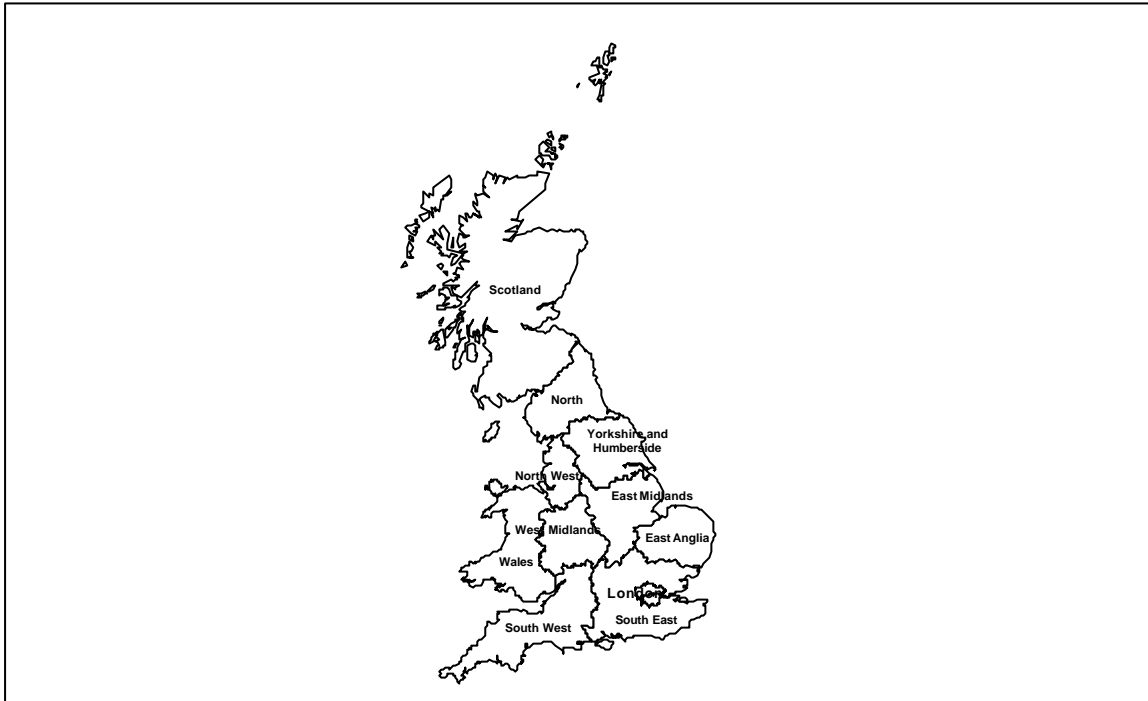 Scotland
North
Yorkshire and
Humberside
North West
East Midlands
West Midlands
East Anglia
Wales
London
South East
South West